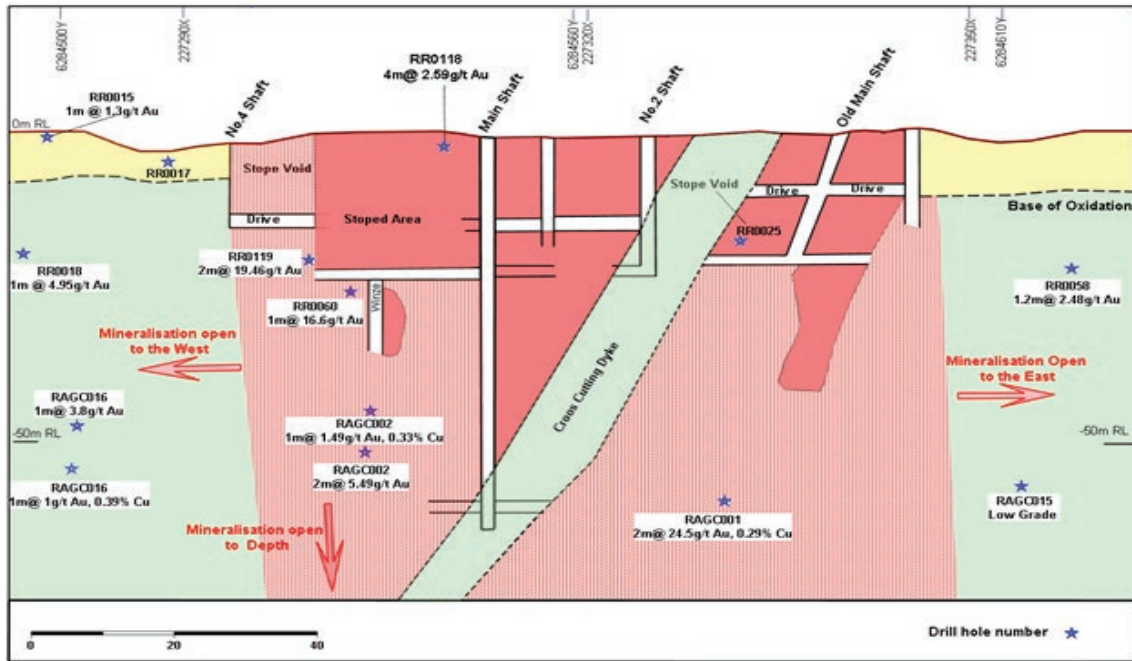 6284500Y
227290X
6284560Y
227320X
227350X
6284610Y
RR0118
4m@ 2.59g/t Au
RR0015
1m @ 1.3g/t Au
No.4 Shaft
Main Shaft
No.2 Shaft
Old Main Shaft
0m RL
RR0017
Stope Void
Stope Void
Drive
Drive
Drive
Stoped Area
RR0025
Base of Oxidation
RR0119
2m@ 19.46g/t Au
RR0018
1m @ 4.95g/t Au
RR0060
1m @ 16.6g/t Au
Winze
RR0058
1.2m@ 2.48g/t Au
Mineralisation open
to the West
Mineralisation Open
to the East
Croos Cutting Dyke
RAGC016
1m@ 3.8g/t Au
RAGC002
1m@ 1.49g/t Au, 0.33% Cu
-50m RL
-50m RL
RAGC002
2m@ 5.49g/t Au
RAGC016
1m@ 1g/t Au, 0.39% Cu
RAGC001
2m@ 24.5g/t Au, 0.29% Cu
RAGC015
Low Grade
Mineralisation open
to Depth
0
20
40
Drill hole number